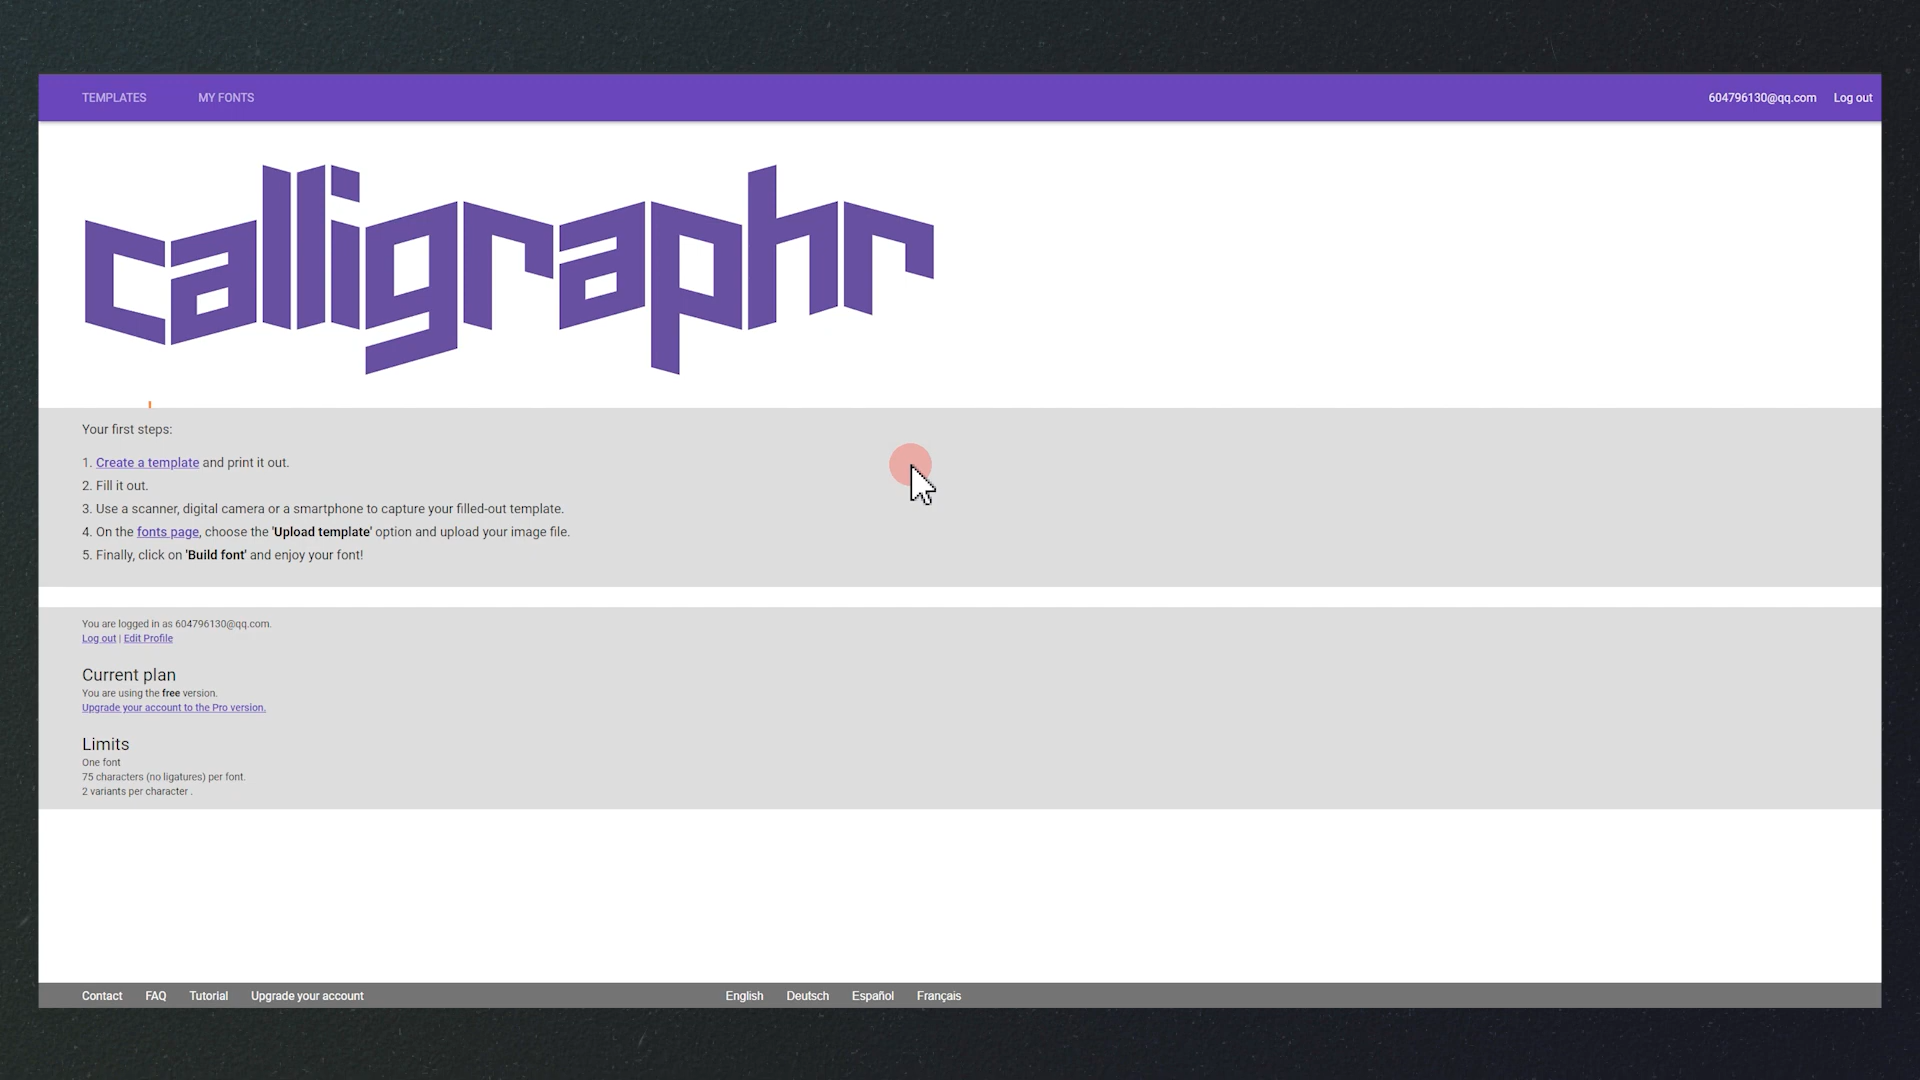 TEMPLATES MY FONTS 604796130@qq.com Log out
calligraphr
Your first steps:
1. Create a template and print it out.
2. Fill it out.
3. Use a scanner, digital camera or a smartphone to capture your filled-out template.
4. On the fonts page, choose the 'Upload template' option and upload your image file.
5. Finally, click on 'Build font' and enjoy your font!
You are logged in as 604796130@qq.com.
Log out | Edit Profile
Current plan
You are using the free version.
Upgrade your account to the Pro version.
Limits
One font
75 characters (no ligatures) per font.
2 variants per character .
Contact FAQ Tutorial Upgrade your account English Deutsch Español Français